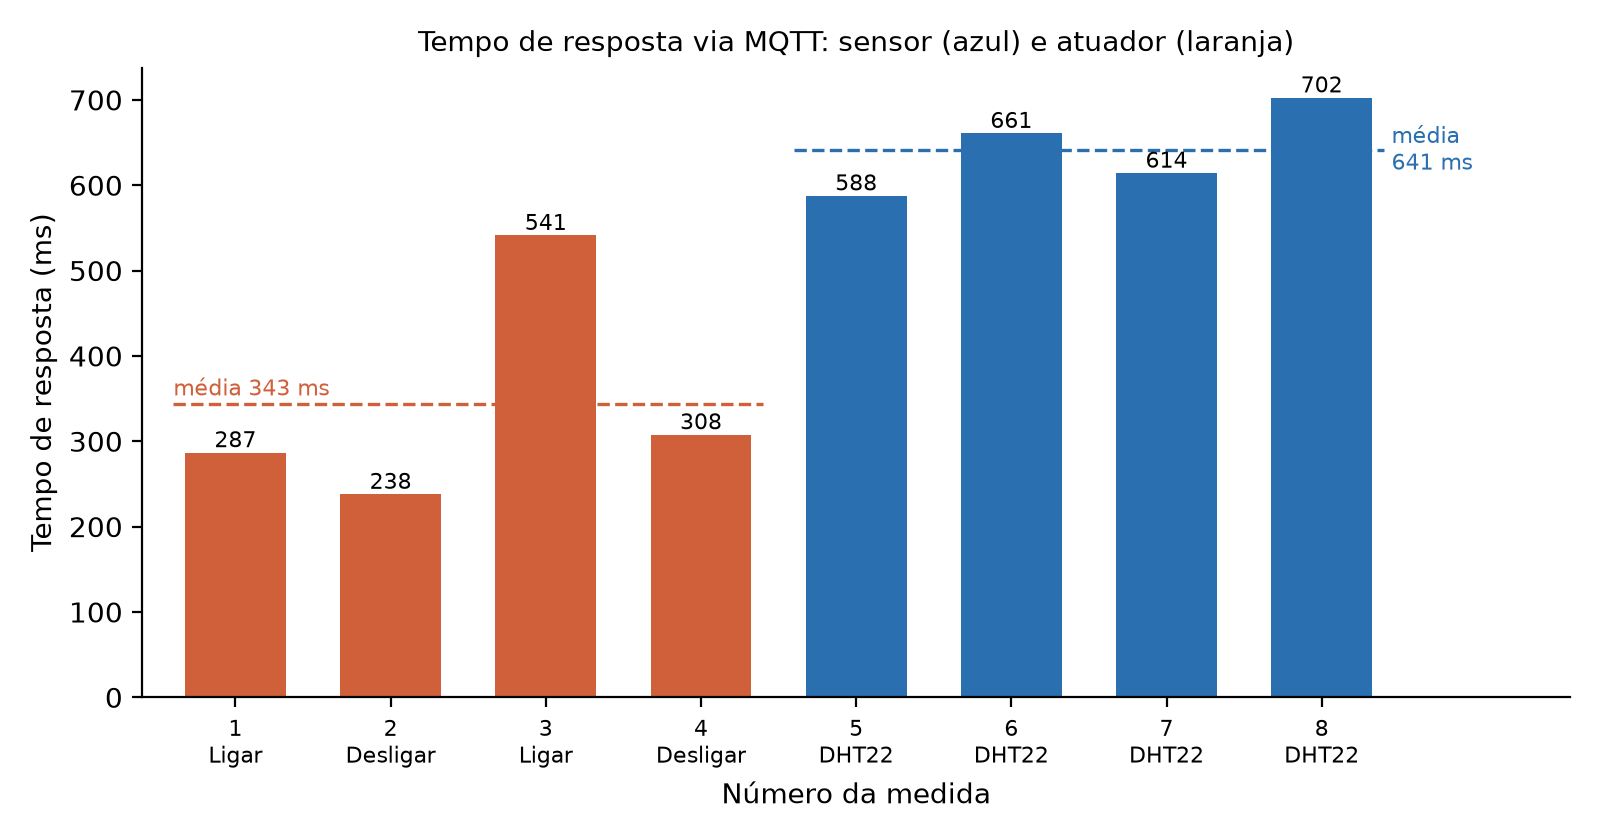 Tempo de resposta via MQTT: sensor (azul) e atuador (laranja)
Tempo de resposta (ms)
700
600
500
400
300
200
100
0
média 343 ms
287
238
541
308
588
661
614
702
média
641 ms
1
Ligar
2
Desligar
3
Ligar
4
Desligar
5
DHT22
6
DHT22
7
DHT22
8
DHT22
Número da medida